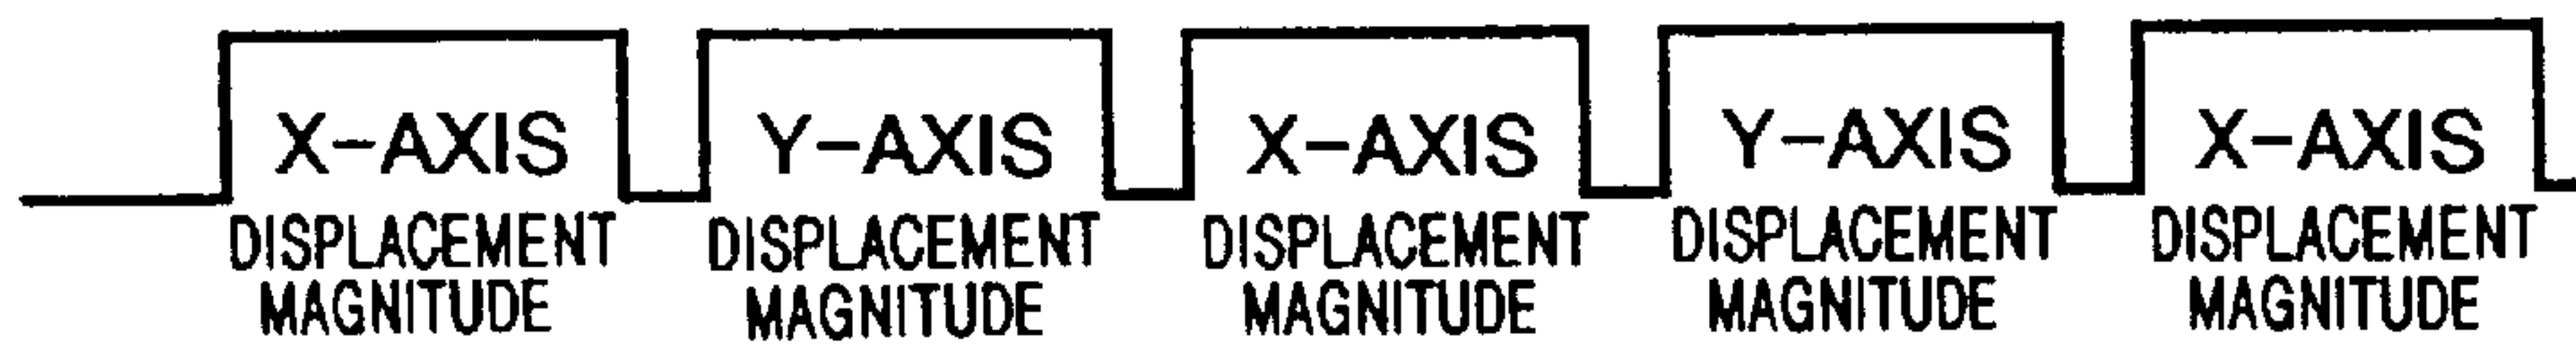 X-AXIS Y-AXIS X-AXIS Y-AXIS X-AXIS
DISPLACEMENT DISPLACEMENT DISPLACEMENT DISPLACEMENT DISPLACEMENT
MAGNITUDE MAGNITUDE MAGNITUDE MAGNITUDE MAGNITUDE